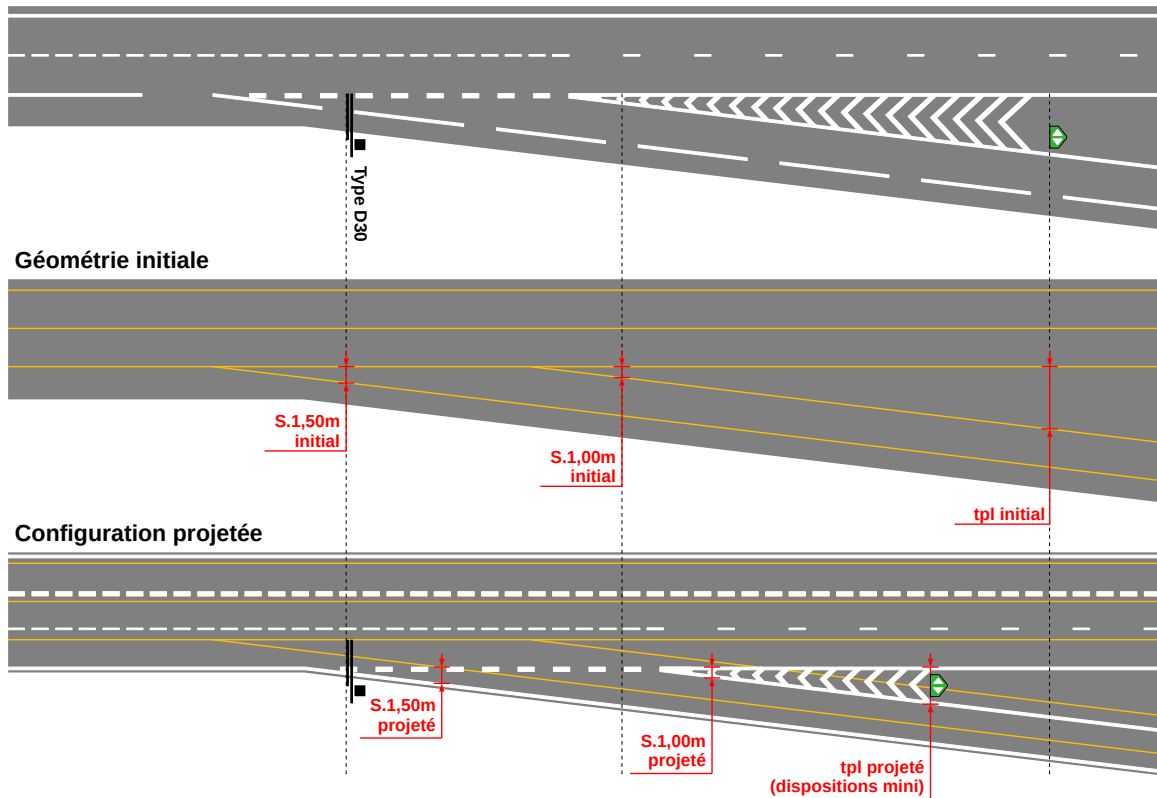 Type D30
Géométrie initiale
S.1,50m
initial
S.1,00m
initial
tpl initial
Configuration projetée
S.1,50m
projeté
S.1,00m
projeté
tpl projeté
(dispositions mini)